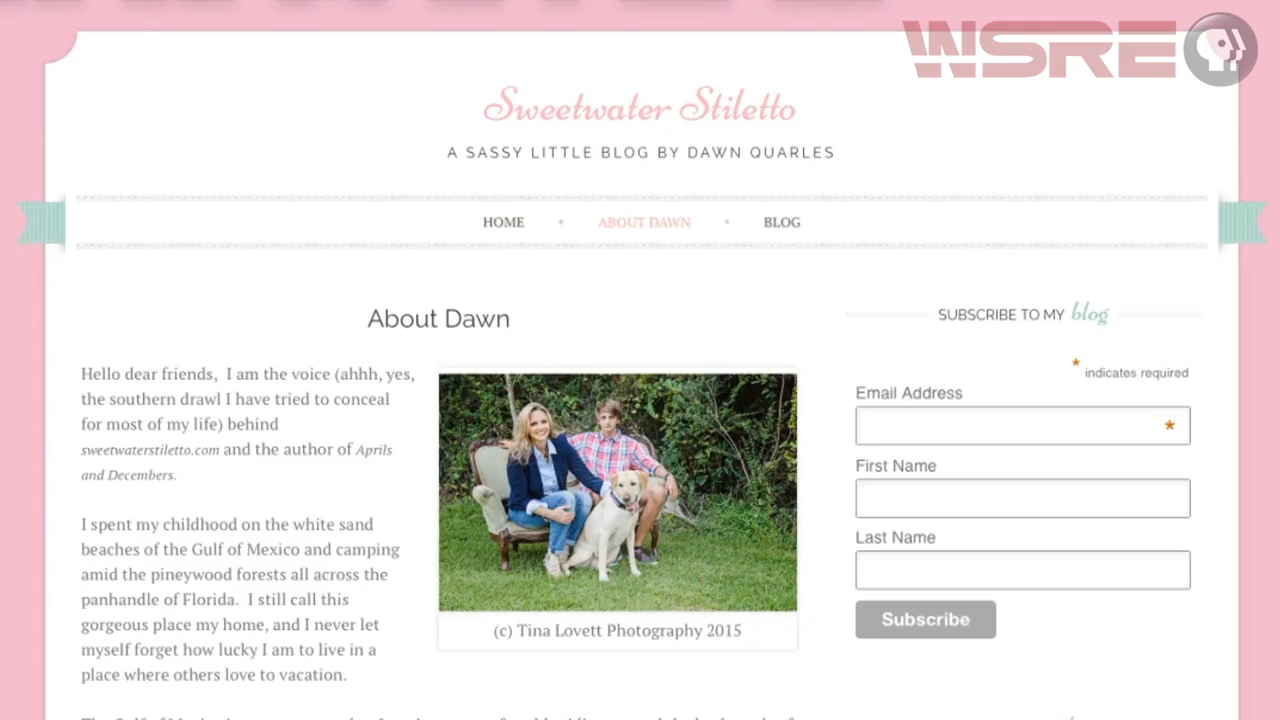 WSRE
Sweetwater Stiletto
A SASSY LITTLE BLOG BY DAWN QUARLES
HOME • ABOUT DAWN • BLOG
About Dawn
Hello dear friends,  I am the voice (ahhh, yes,
the southern drawl I have tried to conceal
for most of my life) behind
sweetwaterstiletto.com and the author of Aprils
and Decembers.
I spent my childhood on the white sand
beaches of the Gulf of Mexico and camping
amid the pineywood forests all across the
panhandle of Florida.  I still call this
gorgeous place my home, and I never let
myself forget how lucky I am to live in a
place where others love to vacation.
(c) Tina Lovett Photography 2015
SUBSCRIBE TO MY blog
* indicates required
Email Address
*
First Name
Last Name
Subscribe